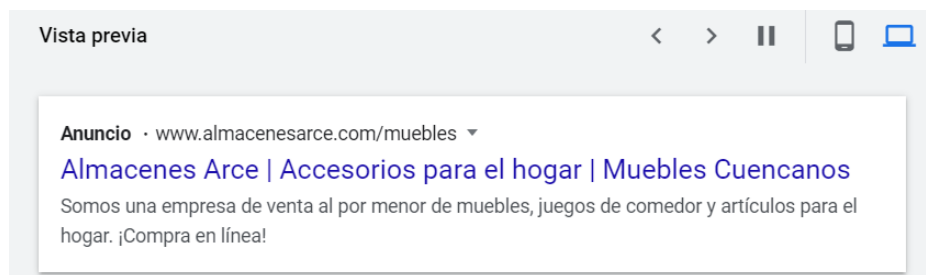 Vista previa
Anuncio · www.almacenesarce.com/muebles
Almacenes Arce | Accesorios para el hogar | Muebles Cuencanos
Somos una empresa de venta al por menor de muebles, juegos de comedor y artículos para el
hogar. ¡Compra en línea!